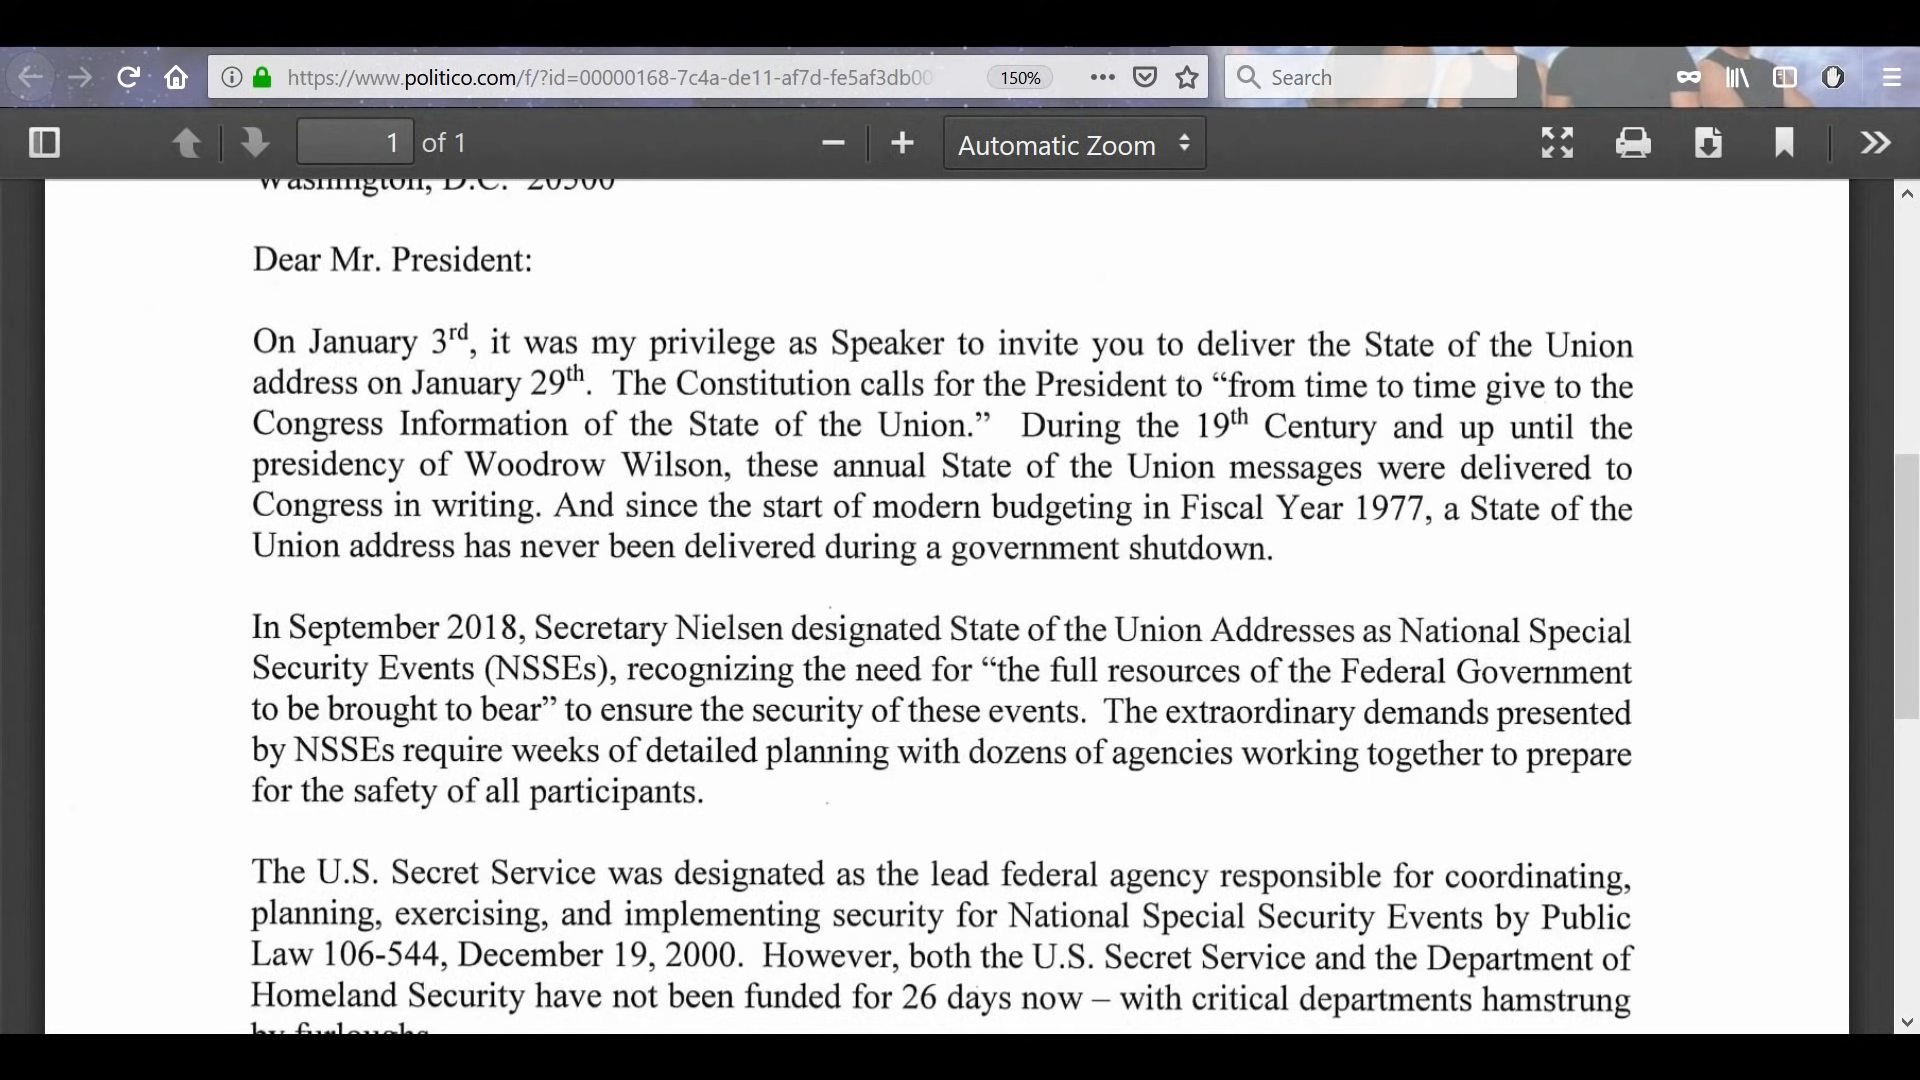 https://www.politico.com/f/?id=00000168-7c4a-de11-af7d-fe5af3db00
150%
Search
1 of 1
Automatic Zoom
Washington, D.C. 20500
Dear Mr. President:
On January 3rd, it was my privilege as Speaker to invite you to deliver the State of the Union
address on January 29th. The Constitution calls for the President to “from time to time give to the
Congress Information of the State of the Union.” During the 19th Century and up until the
presidency of Woodrow Wilson, these annual State of the Union messages were delivered to
Congress in writing. And since the start of modern budgeting in Fiscal Year 1977, a State of the
Union address has never been delivered during a government shutdown.
In September 2018, Secretary Nielsen designated State of the Union Addresses as National Special
Security Events (NSSEs), recognizing the need for “the full resources of the Federal Government
to be brought to bear” to ensure the security of these events. The extraordinary demands presented
by NSSEs require weeks of detailed planning with dozens of agencies working together to prepare
for the safety of all participants.
The U.S. Secret Service was designated as the lead federal agency responsible for coordinating,
planning, exercising, and implementing security for National Special Security Events by Public
Law 106-544, December 19, 2000. However, both the U.S. Secret Service and the Department of
Homeland Security have not been funded for 26 days now – with critical departments hamstrung
by furloughs.